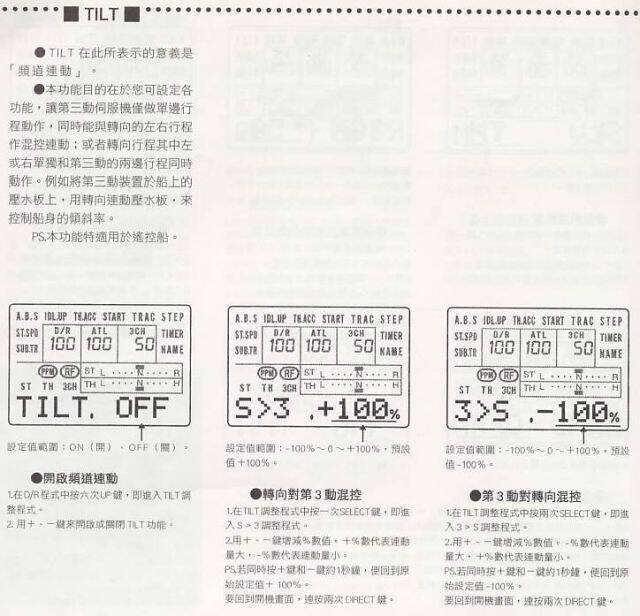 ■ TILT ■
●TILT 在此所表示的意義是
「頻道連動」。
●本功能目的在於您可設定各
功能，讓第三動伺服機僅做單邊行
程動作，同時能與轉向的左右行程
作混控連動；或者轉向行程其中左
或右單獨和第三動的兩邊行程同時
動作。例如將第三動裝置於船上的
壓水板上，用轉向連動壓水板，來
控制船身的傾斜率。
PS.本功能特適用於遙控船。
A.B.S IDL.UP TH.ACC START TRAC STEP
ST.SPD D/R ATL 3CH TIMER
SUB.TR 100 100 50 NAME
PPM RF ST L ····N···· R
ST TH 3CH TH L ····N···· H
TILT. OFF
設定值範圍：ON（開）、OFF（關）。
●開啟頻道連動
1.在D/R程式中按六次UP鍵，即進入TILT調
整程式。
2.用＋、－鍵來開啟或關閉TILT功能。
A.B.S IDL.UP TH.ACC START TRAC STEP
ST.SPD D/R ATL 3CH TIMER
SUB.TR 100 100 50 NAME
PPM RF ST L ····N···· R
ST TH 3CH TH L ····N···· H
S>3 .+100%
設定值範圍：-100%～0～+100%，預設
值+100%。
●轉向對第3動混控
1.在TILT調整程式中按一次SELECT鍵，即進
入S＞3調整程式。
2.用＋、－鍵增減%數值。+%數代表連動
量大，-%數代表連動量小。
PS.若同時按＋鍵和－鍵約1秒鐘，便回到原
始設定值＋100%。
要回到開機畫面，連按兩次DIRECT鍵。
A.B.S IDL.UP TH.ACC START TRAC STEP
ST.SPD D/R ATL 3CH TIMER
SUB.TR 100 100 50 NAME
PPM RF ST L ····N···· R
ST TH 3CH TH L ····N···· H
3>S .-100%
設定值範圍：-100%～0～+100%，預設
值-100%。
●第3動對轉向混控
1.在TILT調整程式中按兩次SELECT鍵，即進
入3＞S調整程式。
2.用＋、－鍵增減%數值。-%數代表連動
量大，+%數代表連動量小。
PS.若同時按＋鍵和－鍵約1秒鐘，便回到原
始設定值-100%。
要回到開機畫面，連按兩次DIRECT鍵。